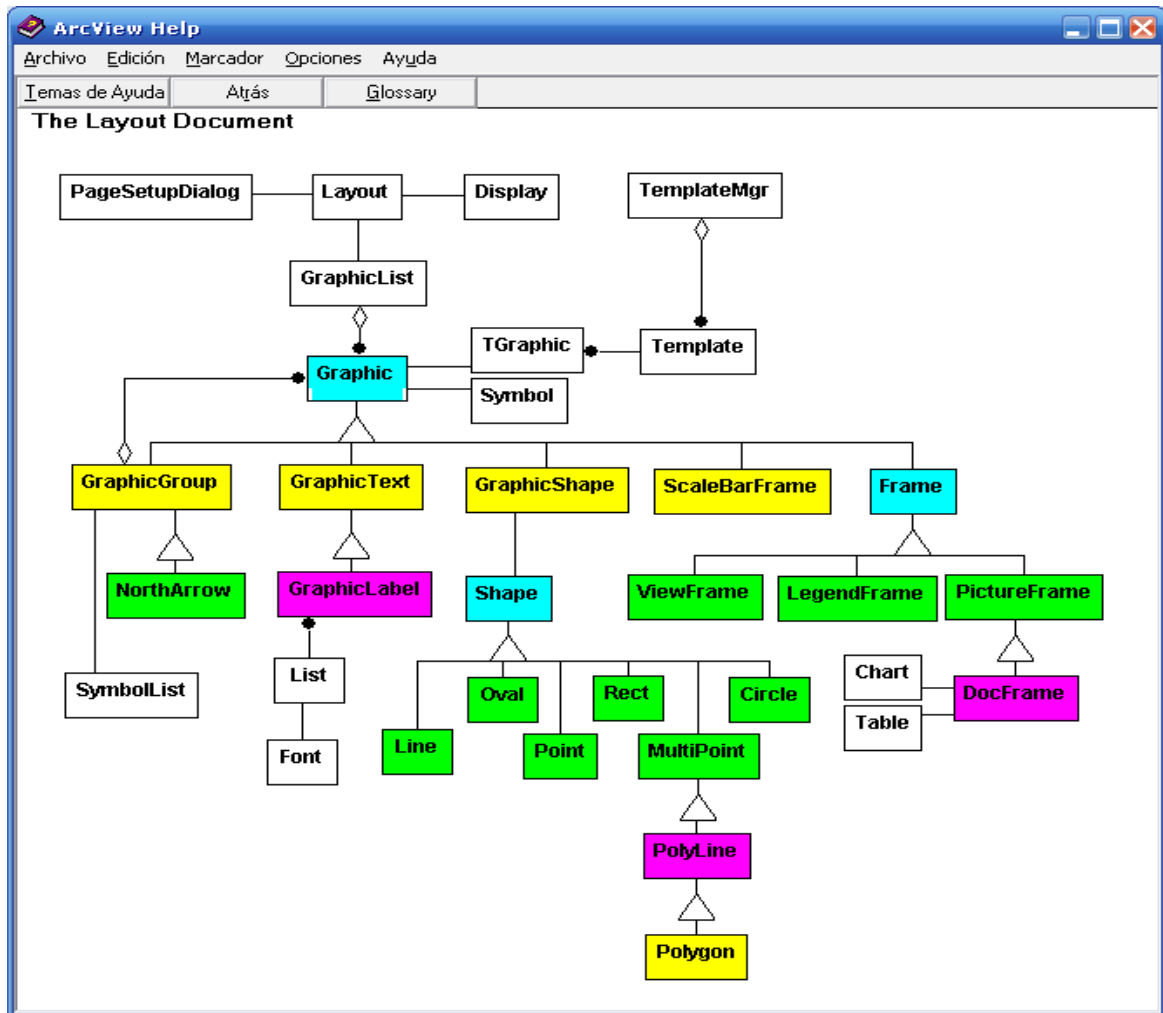 ArcView Help
Archivo Edición Marcador Opciones Ayuda
Temas de Ayuda Atrás Glossary
The Layout Document
PageSetupDialog Layout Display TemplateMgr
GraphicList
TGraphic Template
Graphic
Symbol
GraphicGroup GraphicText GraphicShape ScaleBarFrame Frame
NorthArrow GraphicLabel Shape ViewFrame LegendFrame PictureFrame
SymbolList List Oval Rect Circle Chart DocFrame
Table
Font Line Point MultiPoint
PolyLine
Polygon